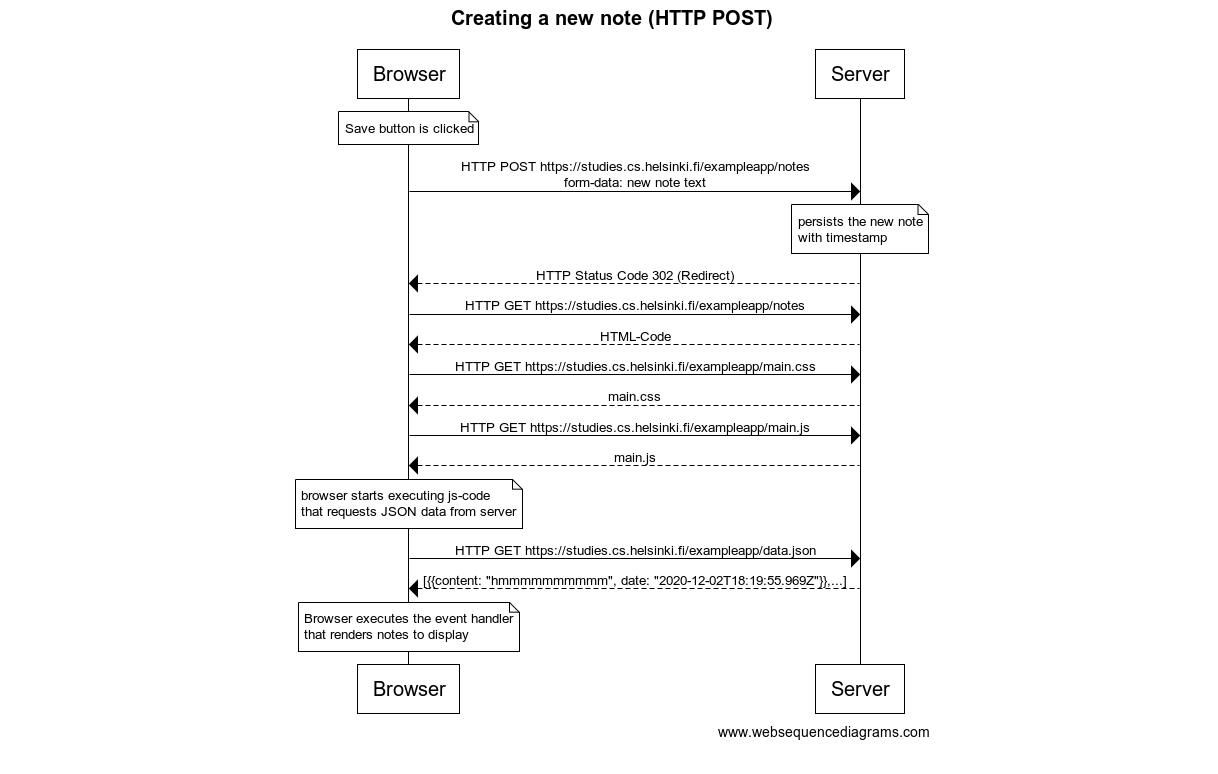 Creating a new note (HTTP POST)
Browser
Server
Save button is clicked
HTTP POST https://studies.cs.helsinki.fi/exampleapp/notes
form-data: new note text
persists the new note
with timestamp
HTTP Status Code 302 (Redirect)
HTTP GET https://studies.cs.helsinki.fi/exampleapp/notes
HTML-Code
HTTP GET https://studies.cs.helsinki.fi/exampleapp/main.css
main.css
HTTP GET https://studies.cs.helsinki.fi/exampleapp/main.js
main.js
browser starts executing js-code
that requests JSON data from server
HTTP GET https://studies.cs.helsinki.fi/exampleapp/data.json
[{{content: "hmmmmmmmmmm", date: "2020-12-02T18:19:55.969Z"}},...]
Browser executes the event handler
that renders notes to display
Browser
Server
www.websequencediagrams.com